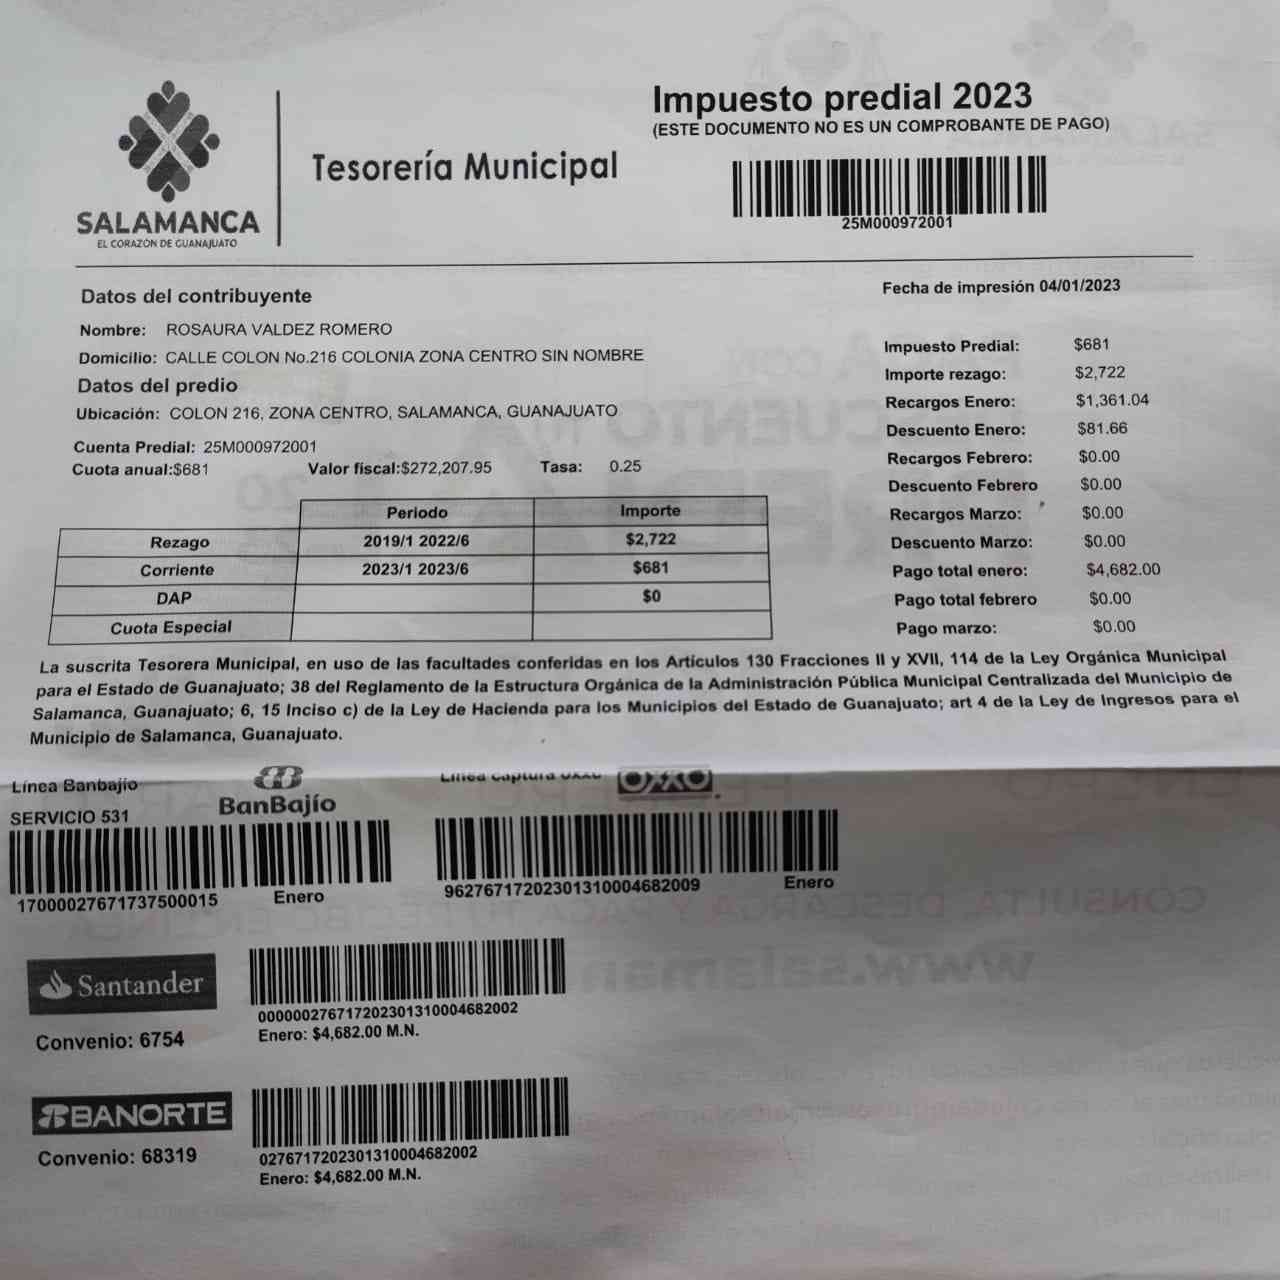 Impuesto predial 2023
(ESTE DOCUMENTO NO ES UN COMPROBANTE DE PAGO)
Tesorería Municipal
SALAMANCA
EL CORAZÓN DE GUANAJUATO
25M000972001
Datos del contribuyente
Fecha de impresión 04/01/2023
Nombre: ROSAURA VALDEZ ROMERO
Domicilio: CALLE COLON No.216 COLONIA ZONA CENTRO SIN NOMBRE
Datos del predio
Ubicación: COLON 216, ZONA CENTRO, SALAMANCA, GUANAJUATO
Cuenta Predial: 25M000972001
Cuota anual:$681 Valor fiscal:$272,207.95 Tasa: 0.25
Impuesto Predial: $681
Importe rezago: $2,722
Recargos Enero: $1,361.04
Descuento Enero: $81.66
Recargos Febrero: $0.00
Descuento Febrero $0.00
Recargos Marzo: $0.00
Descuento Marzo: $0.00
Pago total enero: $4,682.00
Pago total febrero $0.00
Pago marzo: $0.00
Periodo Importe
Rezago 2019/1 2022/6 $2,722
Corriente 2023/1 2023/6 $681
DAP $0
Cuota Especial
La suscrita Tesorera Municipal, en uso de las facultades conferidas en los Artículos 130 Fracciones II y XVII, 114 de la Ley Orgánica Municipal
para el Estado de Guanajuato; 38 del Reglamento de la Estructura Orgánica de la Administración Pública Municipal Centralizada del Municipio de
Salamanca, Guanajuato; 6, 15 Inciso c) de la Ley de Hacienda para los Municipios del Estado de Guanajuato; art 4 de la Ley de Ingresos para el
Municipio de Salamanca, Guanajuato.
Línea Banbajío
BanBajío
SERVICIO 531
17000027671737500015 Enero
Línea Captura OXXO
OXXO
962767172023013100046820​09 Enero
Santander
Convenio: 6754
000000276717202301310004682002
Enero: $4,682.00 M.N.
BANORTE
Convenio: 68319
0276717202301310004682002
Enero: $4,682.00 M.N.